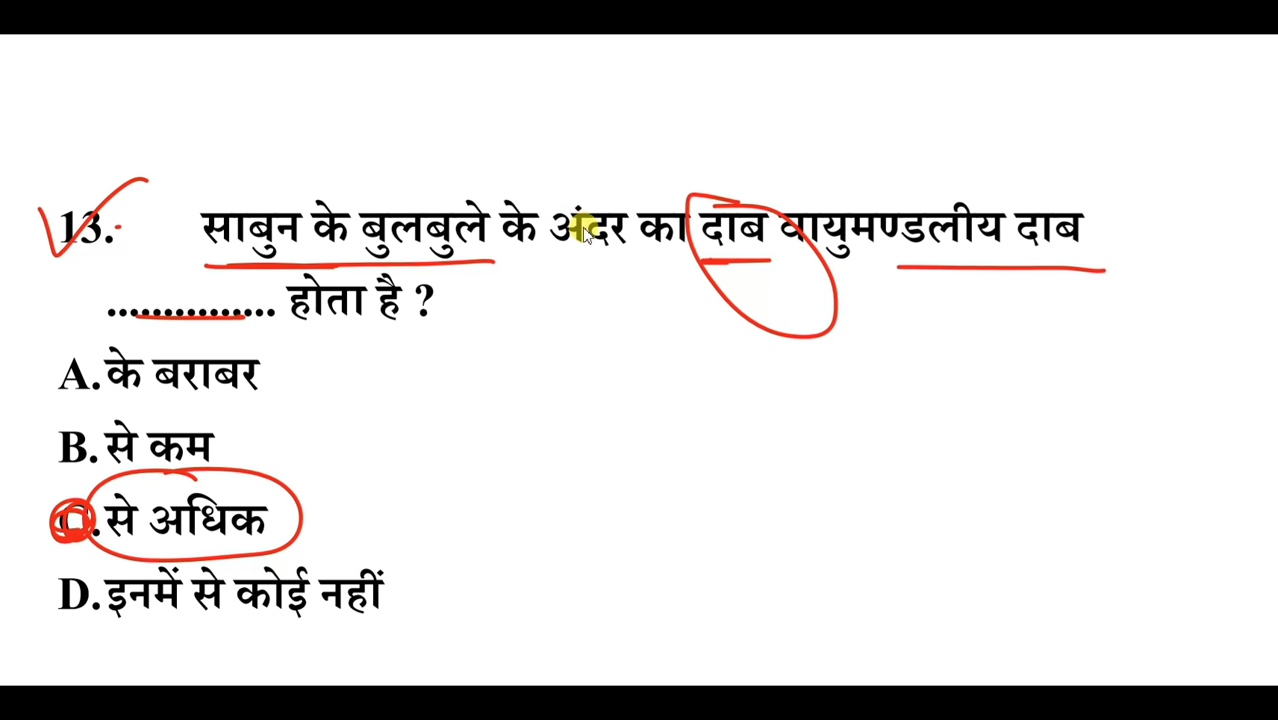 13. साबुन के बुलबुले के अंदर का दाब वायुमण्डलीय दाब
............... होता है ?
A. के बराबर
B. से कम
C. से अधिक
D. इनमें से कोई नहीं